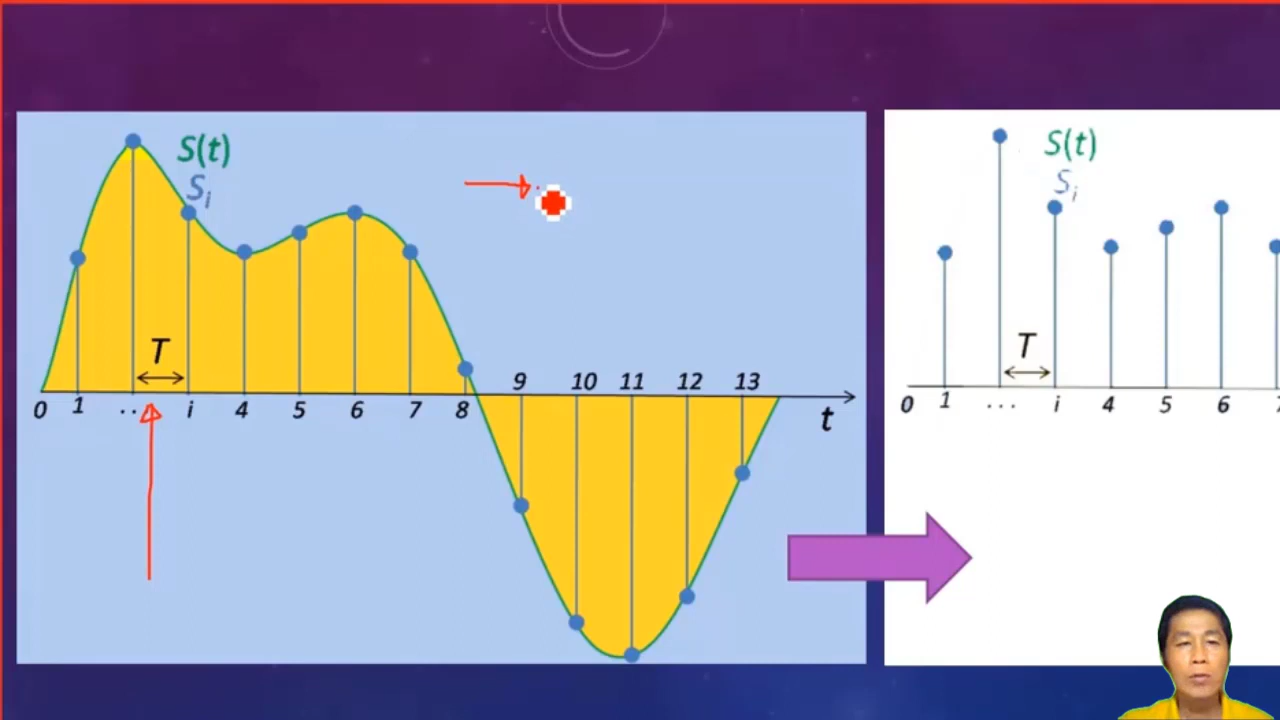 S(t)
Sᵢ
T
9 10 11 12 13
0 1 .. i 4 5 6 7 8
t
S(t)
Sᵢ
T
0 1 ... i 4 5 6 7